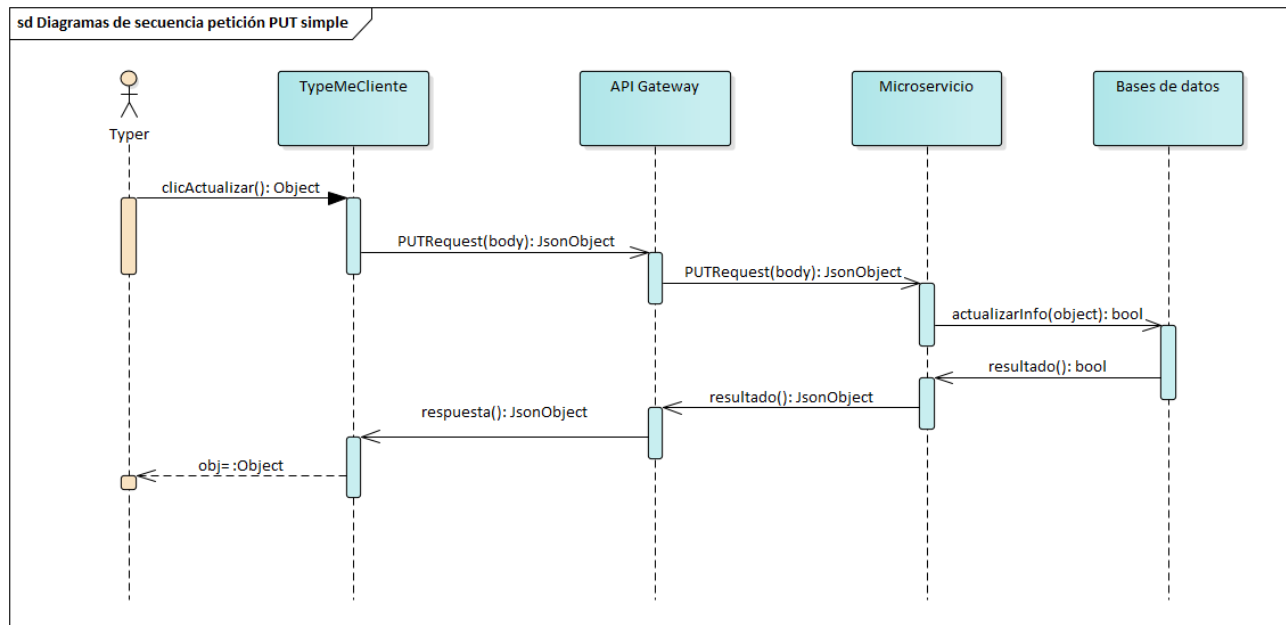 sd Diagramas de secuencia petición PUT simple
TypeMeCliente
API Gateway
Microservicio
Bases de datos
Typer
clicActualizar(): Object
PUTRequest(body): JsonObject
PUTRequest(body): JsonObject
actualizarInfo(object): bool
resultado(): bool
resultado(): JsonObject
respuesta(): JsonObject
obj= :Object